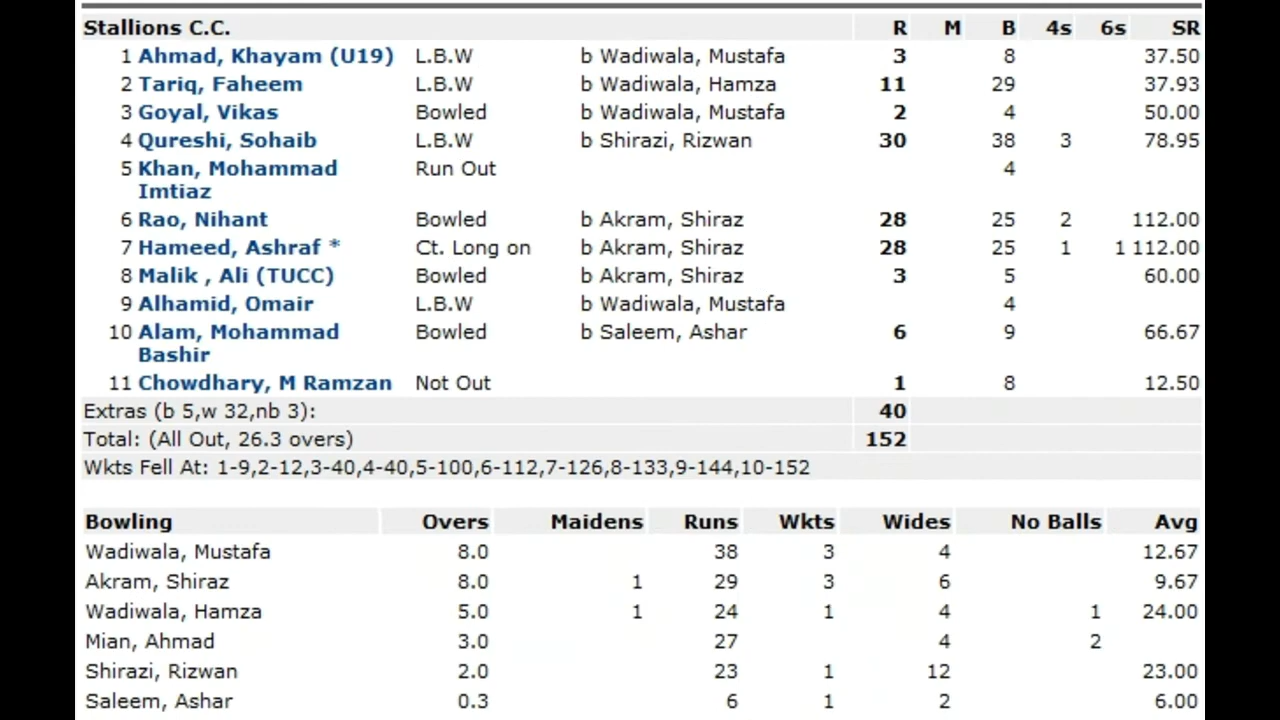 Stallions C.C. R M B 4s 6s SR
1 Ahmad, Khayam (U19) L.B.W b Wadiwala, Mustafa 3 8 37.50
2 Tariq, Faheem L.B.W b Wadiwala, Hamza 11 29 37.93
3 Goyal, Vikas Bowled b Wadiwala, Mustafa 2 4 50.00
4 Qureshi, Sohaib L.B.W b Shirazi, Rizwan 30 38 3 78.95
5 Khan, Mohammad Run Out 4
Imtiaz
6 Rao, Nihant Bowled b Akram, Shiraz 28 25 2 112.00
7 Hameed, Ashraf * Ct. Long on b Akram, Shiraz 28 25 1 1 112.00
8 Malik , Ali (TUCC) Bowled b Akram, Shiraz 3 5 60.00
9 Alhamid, Omair L.B.W b Wadiwala, Mustafa 4
10 Alam, Mohammad Bowled b Saleem, Ashar 6 9 66.67
Bashir
11 Chowdhary, M Ramzan Not Out 1 8 12.50
Extras (b 5,w 32,nb 3): 40
Total: (All Out, 26.3 overs) 152
Wkts Fell At: 1-9,2-12,3-40,4-40,5-100,6-112,7-126,8-133,9-144,10-152
Bowling Overs Maidens Runs Wkts Wides No Balls Avg
Wadiwala, Mustafa 8.0 38 3 4 12.67
Akram, Shiraz 8.0 1 29 3 6 9.67
Wadiwala, Hamza 5.0 1 24 1 4 1 24.00
Mian, Ahmad 3.0 27 4 2
Shirazi, Rizwan 2.0 23 1 12 23.00
Saleem, Ashar 0.3 6 1 2 6.00